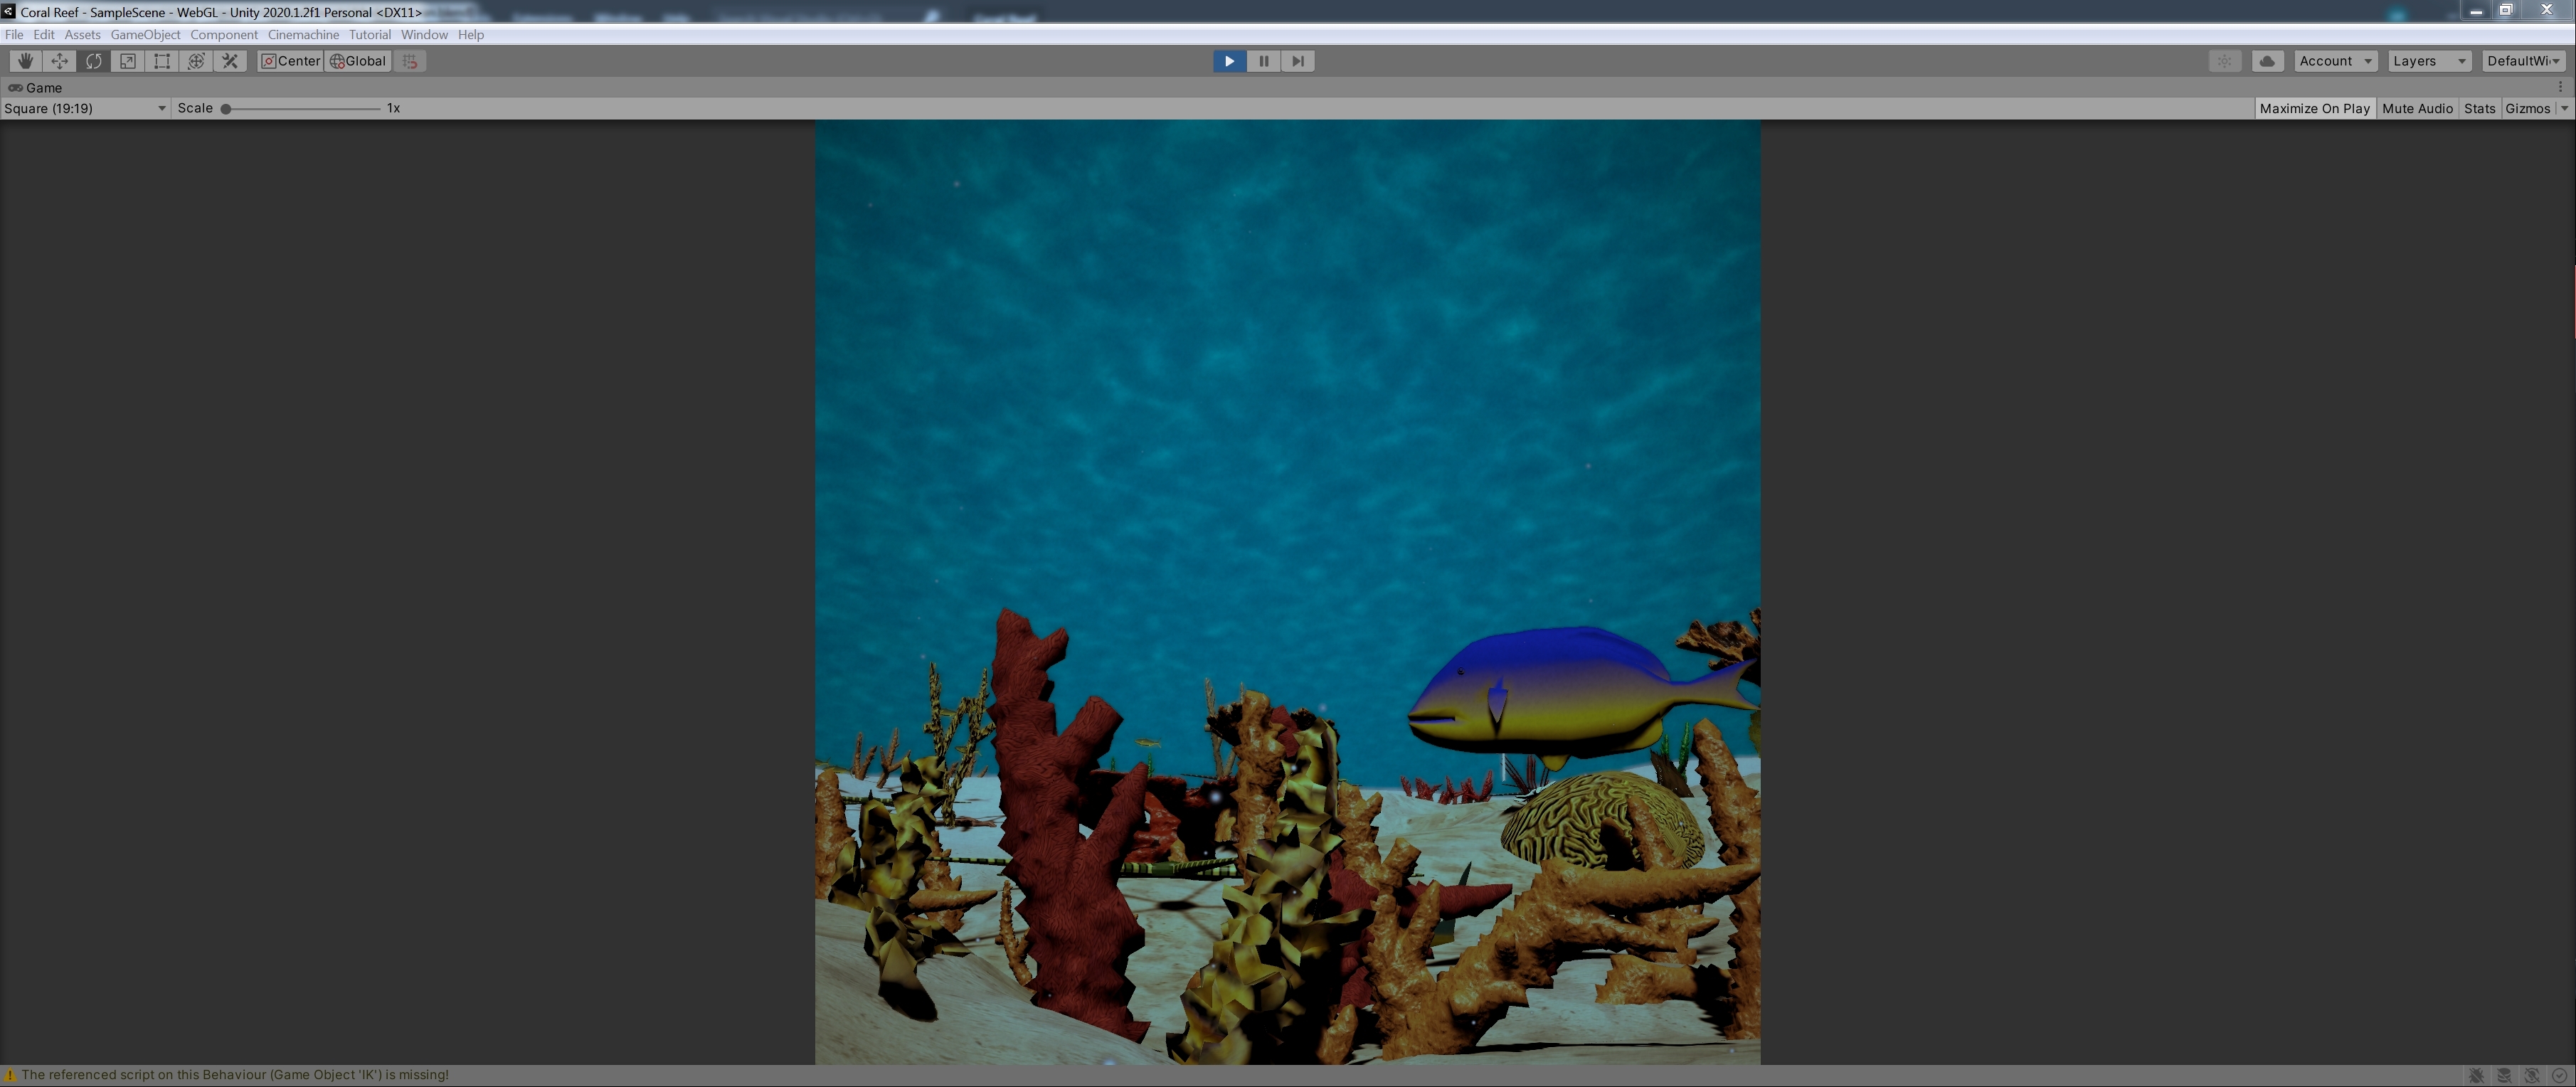 Coral Reef - SampleScene - WebGL - Unity 2020.1.2f1 Personal <DX11>
File Edit Assets GameObject Component Cinemachine Tutorial Window Help
Center Global Account Layers DefaultWi
Game
Square (19:19) Scale 1x Maximize On Play Mute Audio Stats Gizmos
The referenced script on this Behaviour (Game Object 'IK') is missing!